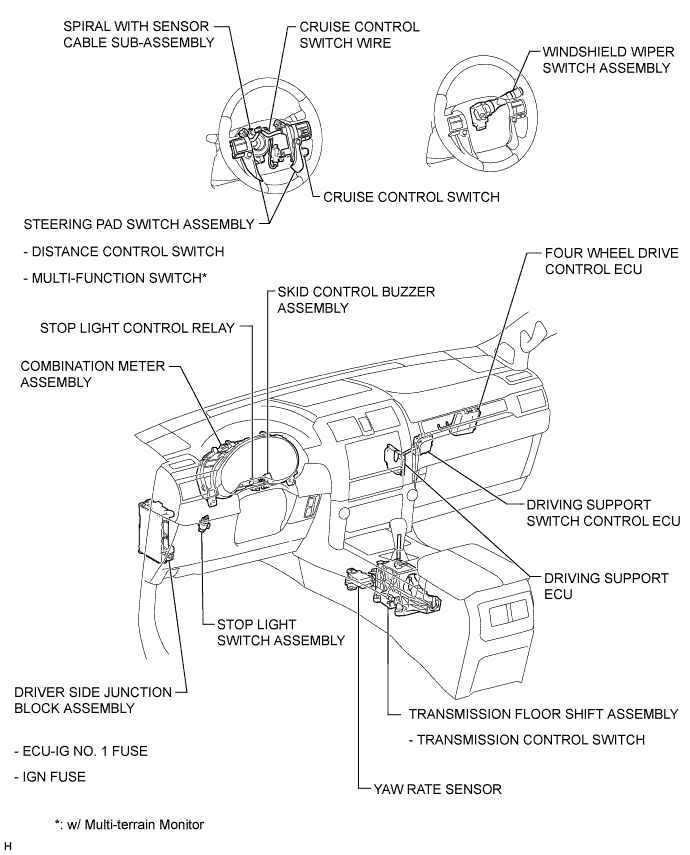 SPIRAL WITH SENSOR
CABLE SUB-ASSEMBLY
CRUISE CONTROL
SWITCH WIRE
WINDSHIELD WIPER
SWITCH ASSEMBLY
CRUISE CONTROL SWITCH
STEERING PAD SWITCH ASSEMBLY
- DISTANCE CONTROL SWITCH
- MULTI-FUNCTION SWITCH*
FOUR WHEEL DRIVE
CONTROL ECU
SKID CONTROL BUZZER
ASSEMBLY
STOP LIGHT CONTROL RELAY
COMBINATION METER
ASSEMBLY
DRIVING SUPPORT
SWITCH CONTROL ECU
DRIVING SUPPORT
ECU
STOP LIGHT
SWITCH ASSEMBLY
DRIVER SIDE JUNCTION
BLOCK ASSEMBLY
- ECU-IG NO. 1 FUSE
- IGN FUSE
TRANSMISSION FLOOR SHIFT ASSEMBLY
- TRANSMISSION CONTROL SWITCH
YAW RATE SENSOR
*: w/ Multi-terrain Monitor
H